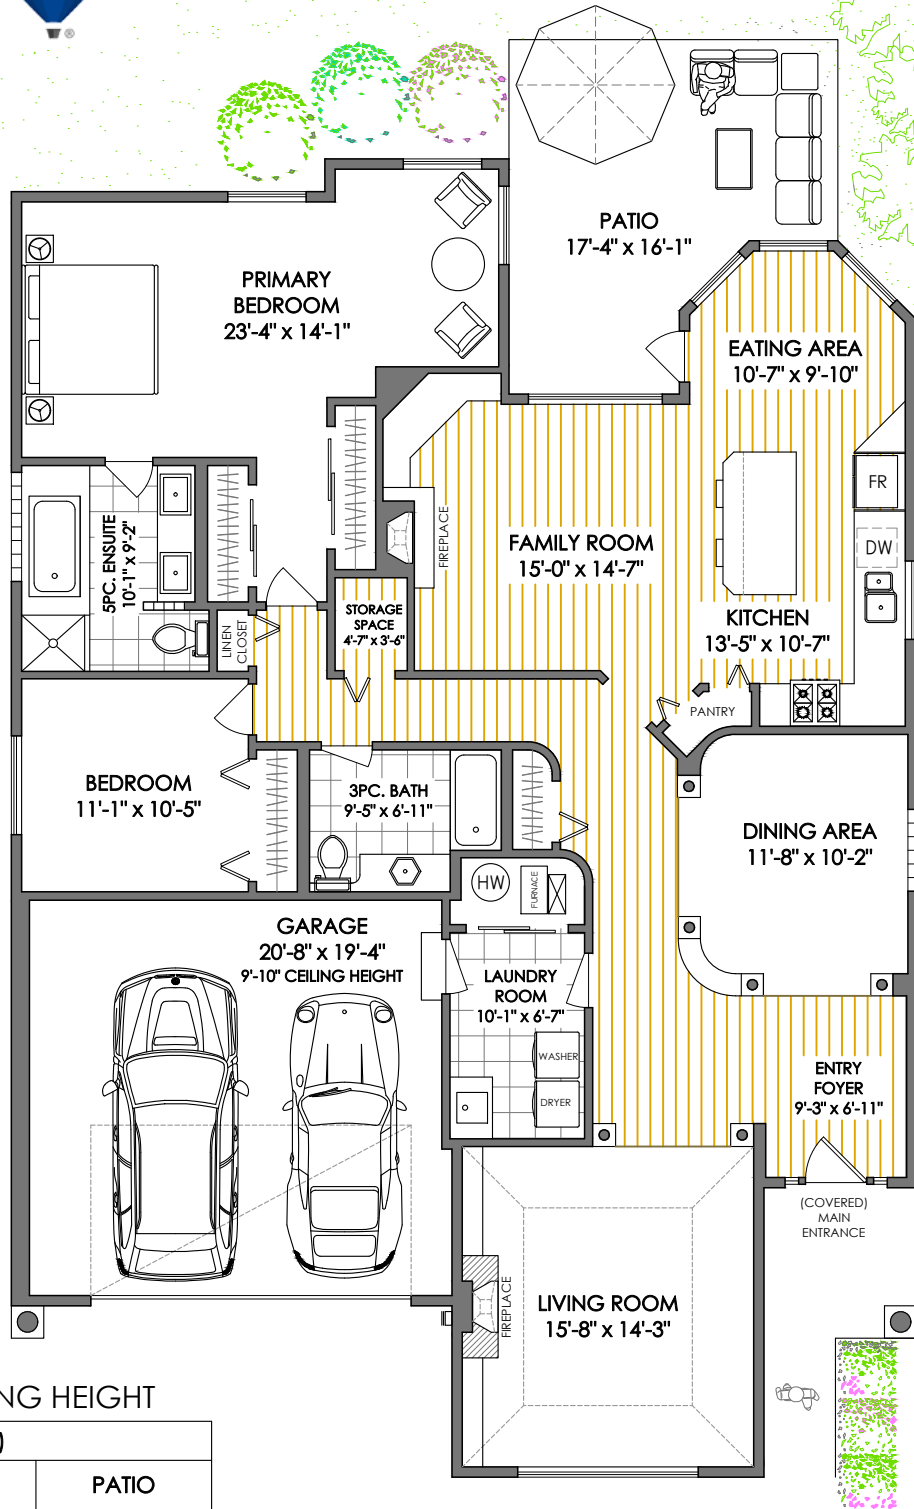 ®
PATIO
17'-4" x 16'-1"
PRIMARY
BEDROOM
23'-4" x 14'-1"
EATING AREA
10'-7" x 9'-10"
FR
DW
FIREPLACE
FAMILY ROOM
15'-0" x 14'-7"
5PC. ENSUITE
10'-1" x 9'-2"
KITCHEN
13'-5" x 10'-7"
STORAGE
SPACE
4'-7" x 3'-6"
LINEN
CLOSET
PANTRY
BEDROOM
11'-1" x 10'-5"
3PC. BATH
9'-5" x 6'-11"
DINING AREA
11'-8" x 10'-2"
HW
FURNACE
GARAGE
20'-8" x 19'-4"
9'-10" CEILING HEIGHT
LAUNDRY
ROOM
10'-1" x 6'-7"
WASHER
DRYER
ENTRY
FOYER
9'-3" x 6'-11"
(COVERED)
MAIN
ENTRANCE
FIREPLACE
LIVING ROOM
15'-8" x 14'-3"
NG HEIGHT
)
PATIO